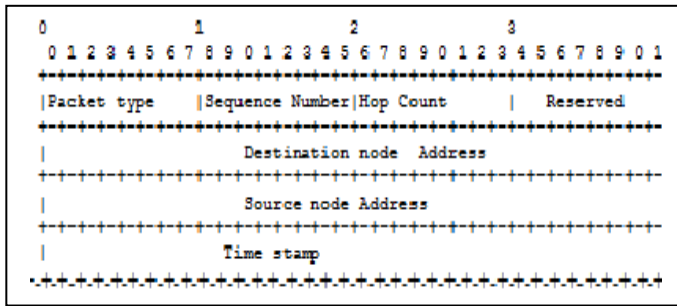 0 1 2 3
0 1 2 3 4 5 6 7 8 9 0 1 2 3 4 5 6 7 8 9 0 1 2 3 4 5 6 7 8 9 0 1
+-+-+-+-+-+-+-+-+-+-+-+-+-+-+-+-+-+-+-+-+-+-+-+-+-+-+-+-+-+-+-+-
|Packet type |Sequence Number|Hop Count | Reserved
+-+-+-+-+-+-+-+-+-+-+-+-+-+-+-+-+-+-+-+-+-+-+-+-+-+-+-+-+-+-+-+-
| Destination node Address
+-+-+-+-+-+-+-+-+-+-+-+-+-+-+-+-+-+-+-+-+-+-+-+-+-+-+-+-+-+-+-+-
| Source node Address
+-+-+-+-+-+-+-+-+-+-+-+-+-+-+-+-+-+-+-+-+-+-+-+-+-+-+-+-+-+-+-+-
| Time stamp
-+-+-+-+-+-+-+-+-+-+-+-+-+-+-+-+-+-+-+-+-+-+-+-+-+-+-+-+-+-+-+-+-